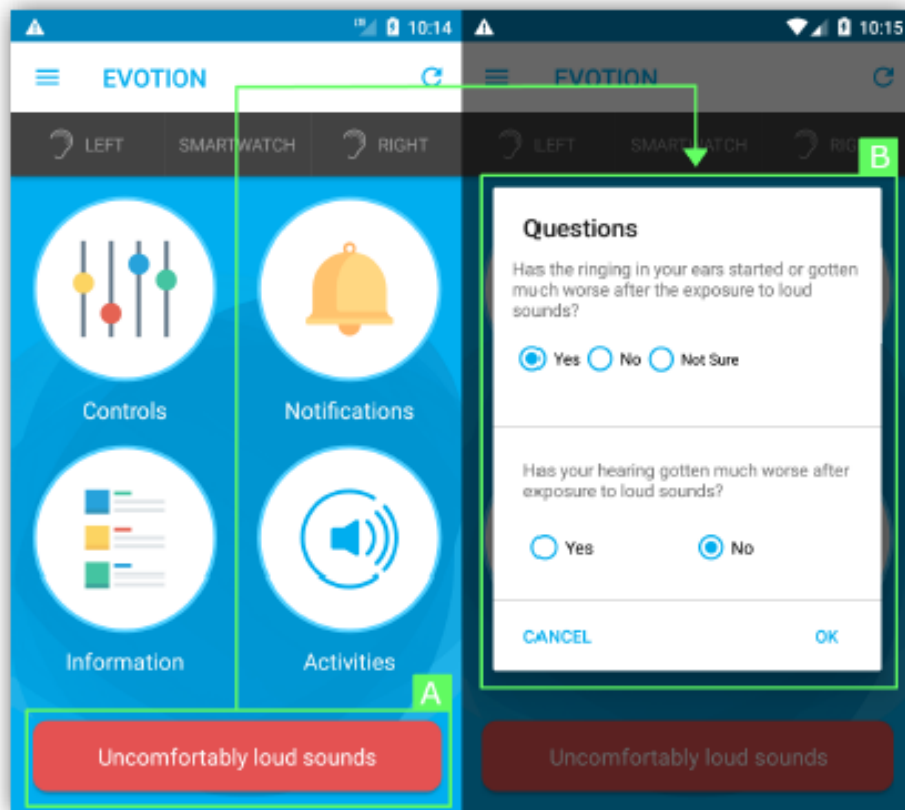 10:14
EVOTION
LEFT
SMARTWATCH
RIGHT
Controls
Notifications
Information
Activities
A
Uncomfortably loud sounds
10:15
EVOTION
LEFT
SMARTWATCH
B
Questions
Has the ringing in your ears started or gotten
much worse after the exposure to loud
sounds?
Yes
No
Not Sure
Has your hearing gotten much worse after
exposure to loud sounds?
Yes
No
CANCEL
OK
Uncomfortably loud sounds